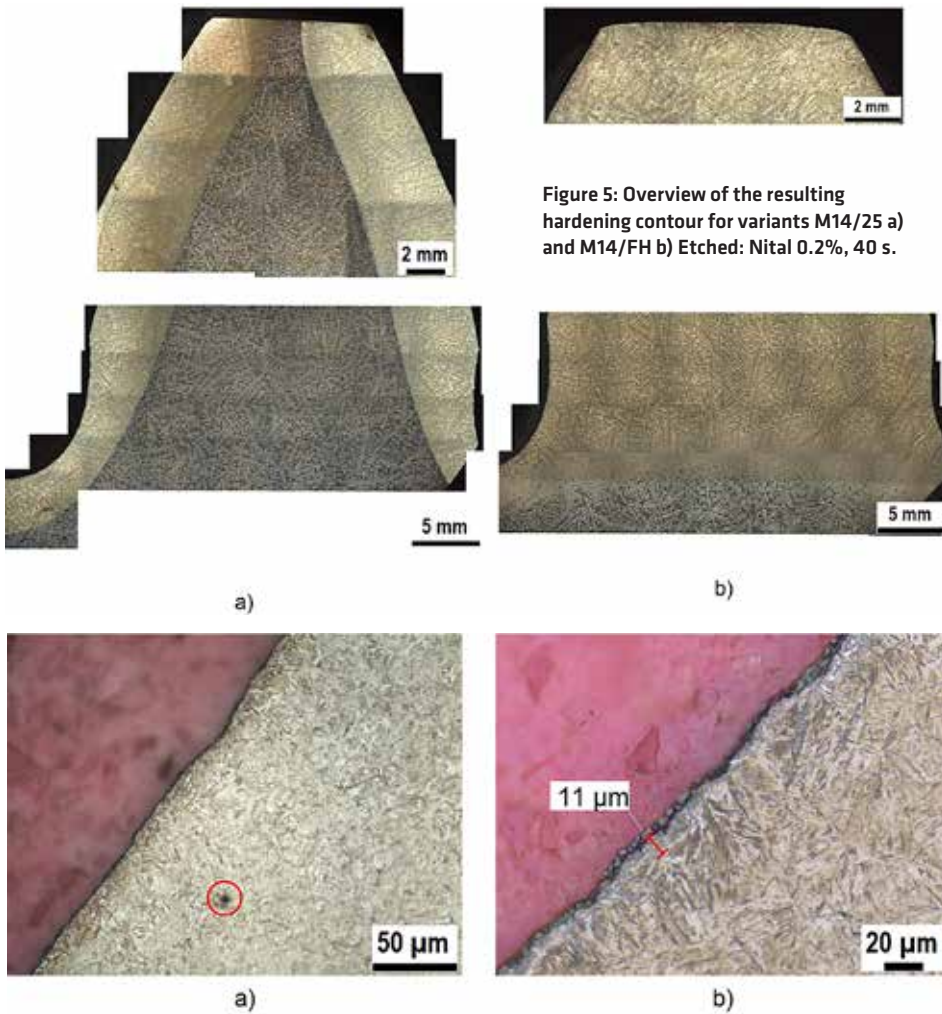 2 mm
2 mm
Figure 5: Overview of the resulting
hardening contour for variants M14/25 a)
and M14/FH b) Etched: Nital 0.2%, 40 s.
5 mm
5 mm
a)
b)
11 µm
50 µm
20 µm
a)
b)